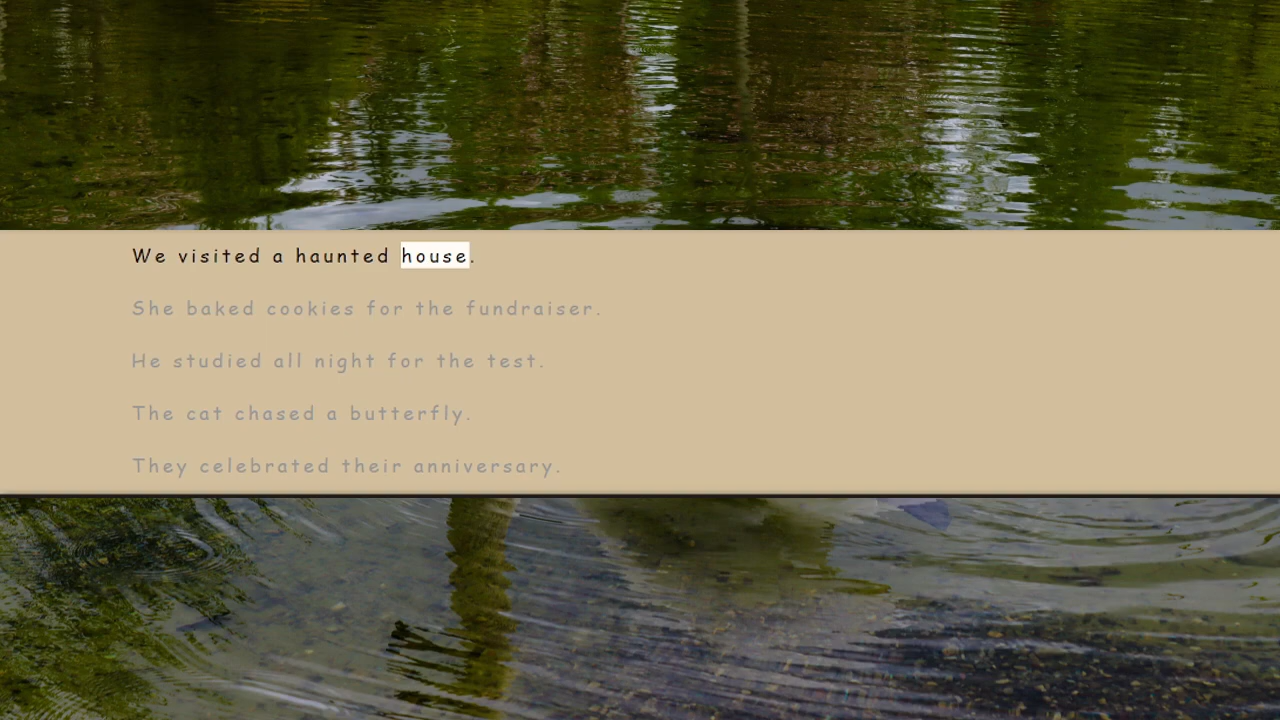 We visited a haunted house.
She baked cookies for the fundraiser.
He studied all night for the test.
The cat chased a butterfly.
They celebrated their anniversary.